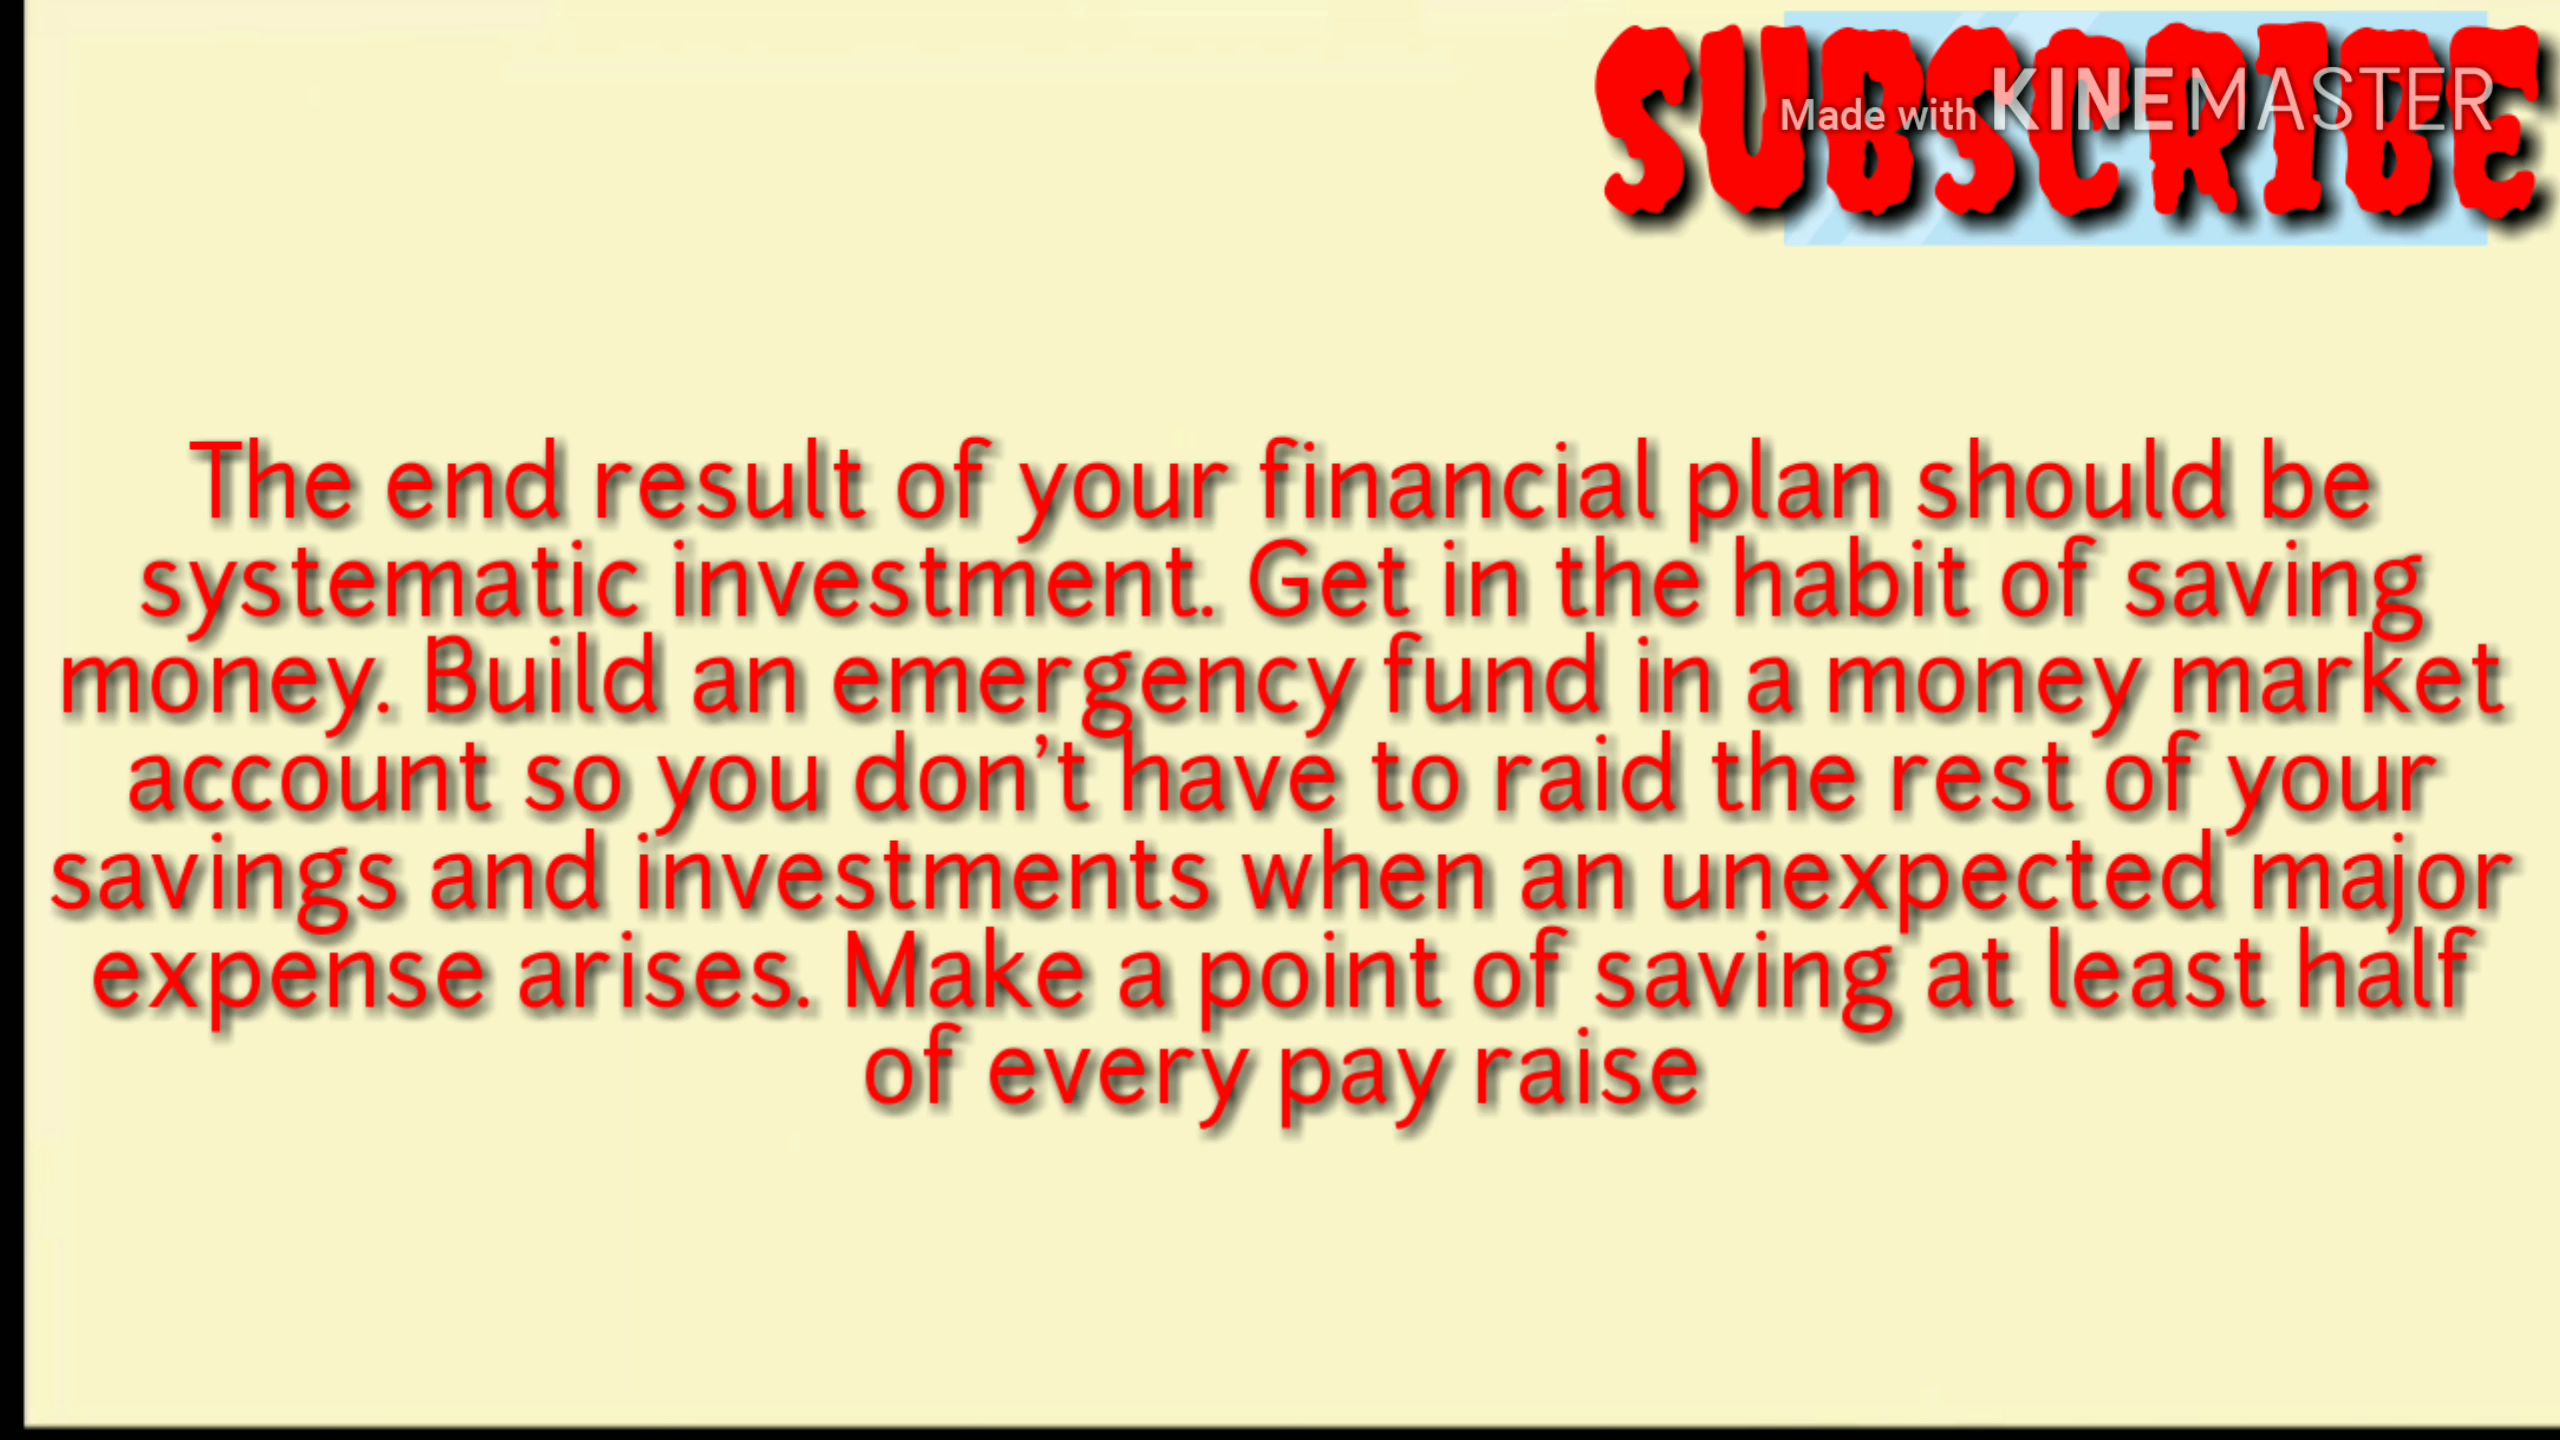 SUBSCRIBE
Made with KINEMASTER
The end result of your financial plan should be
systematic investment. Get in the habit of saving
money. Build an emergency fund in a money market
account so you don’t have to raid the rest of your
savings and investments when an unexpected major
expense arises. Make a point of saving at least half
of every pay raise